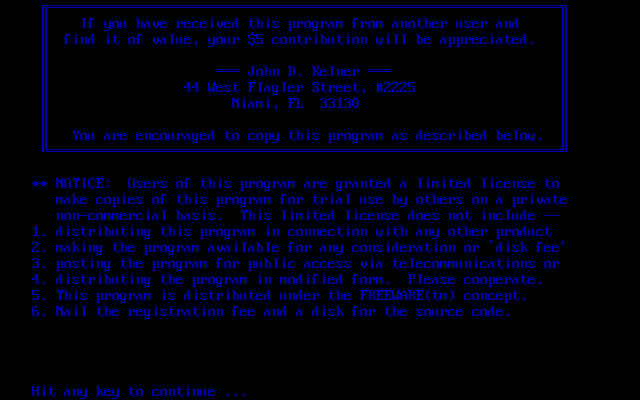 If you have received this program from another user and
find it of value, your $5 contribution will be appreciated.
═══ John D. Kelner ═══
44 West Flagler Street, #2225
Miami, FL  33130
You are encouraged to copy this program as described below.
** NOTICE:  Users of this program are granted a limited license to
make copies of this program for trial use by others on a private
non-commercial basis.  This limited license does not include --
1. distributing this program in connection with any other product
2. making the program available for any consideration or `disk fee'
3. posting the program for public access via telecommunications or
4. distributing the program in modified form.  Please cooperate.
5. This program is distributed under the FREEWARE(tm) concept.
6. Mail the registration fee and a disk for the source code.
Hit any key to continue ...